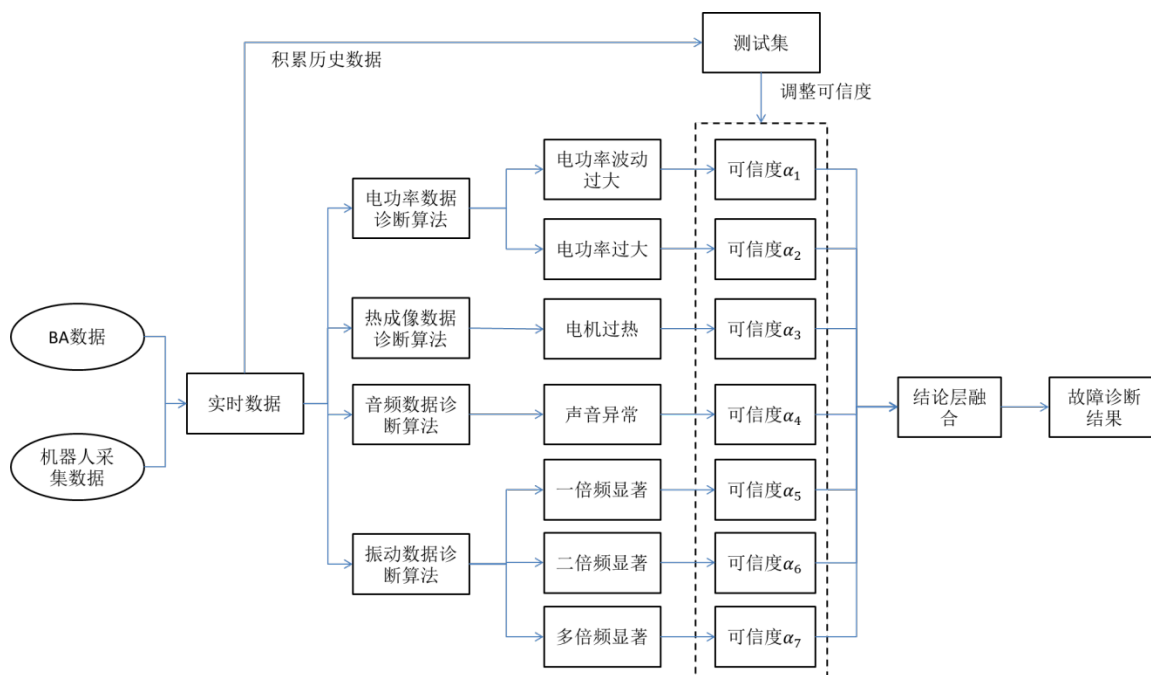 测试集
积累历史数据
调整可信度
电功率波动
过大
可信度α₁
电功率数据
诊断算法
电功率过大
可信度α₂
BA数据
热成像数据
诊断算法
电机过热
可信度α₃
实时数据
音频数据诊
断算法
声音异常
可信度α₄
结论层融
合
故障诊断
结果
机器人采
集数据
一倍频显著
可信度α₅
振动数据诊
断算法
二倍频显著
可信度α₆
多倍频显著
可信度α₇